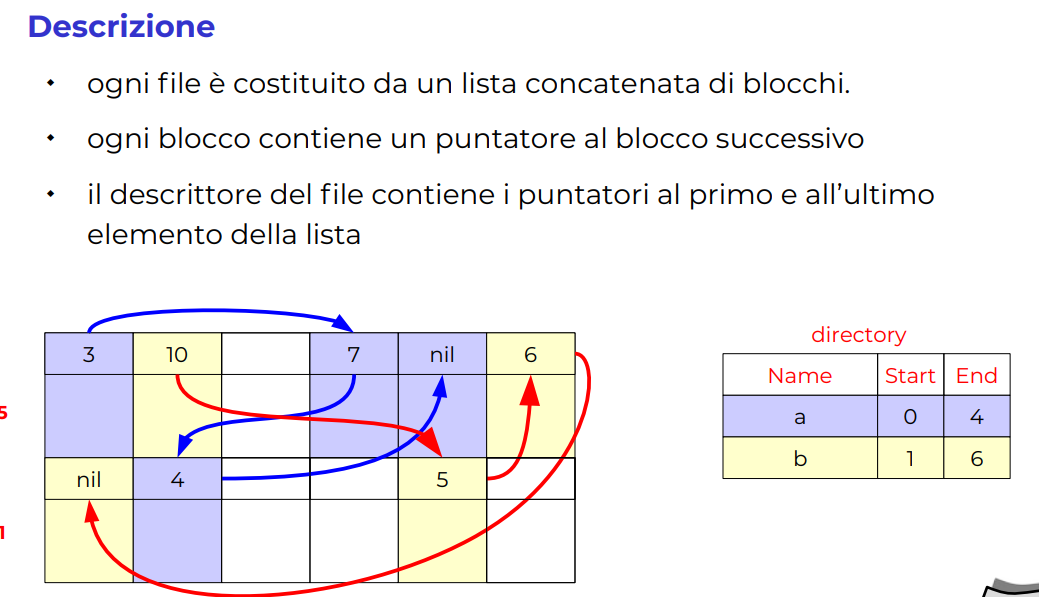 Descrizione
ogni file è costituito da un lista concatenata di blocchi.
ogni blocco contiene un puntatore al blocco successivo
il descrittore del file contiene i puntatori al primo e all’ultimo
elemento della lista
directory
3 10 7 nil 6
Name Start End
5
a 0 4
b 1 6
nil 4 5
1